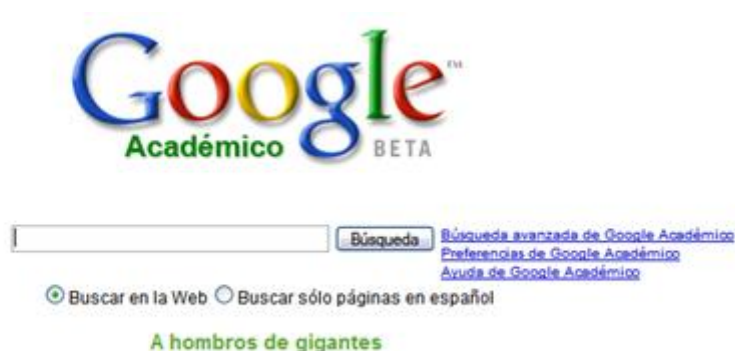 Google™
Académico BETA
Búsqueda Búsqueda avanzada de Google Académico
Preferencias de Google Académico
Ayuda de Google Académico
Buscar en la Web Buscar sólo páginas en español
A hombros de gigantes